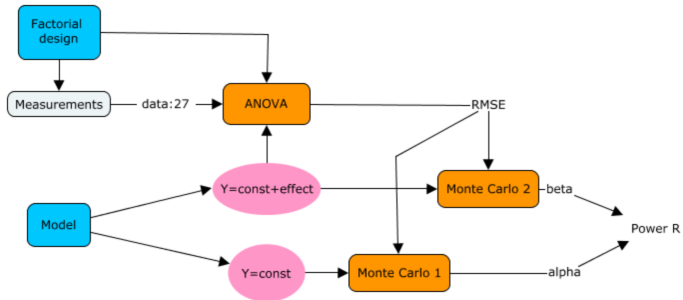 Factorial
design
Measurements
data:27
ANOVA
RMSE
Y=const+effect
Monte Carlo 2
beta
Model
Power R
Y=const
Monte Carlo 1
alpha